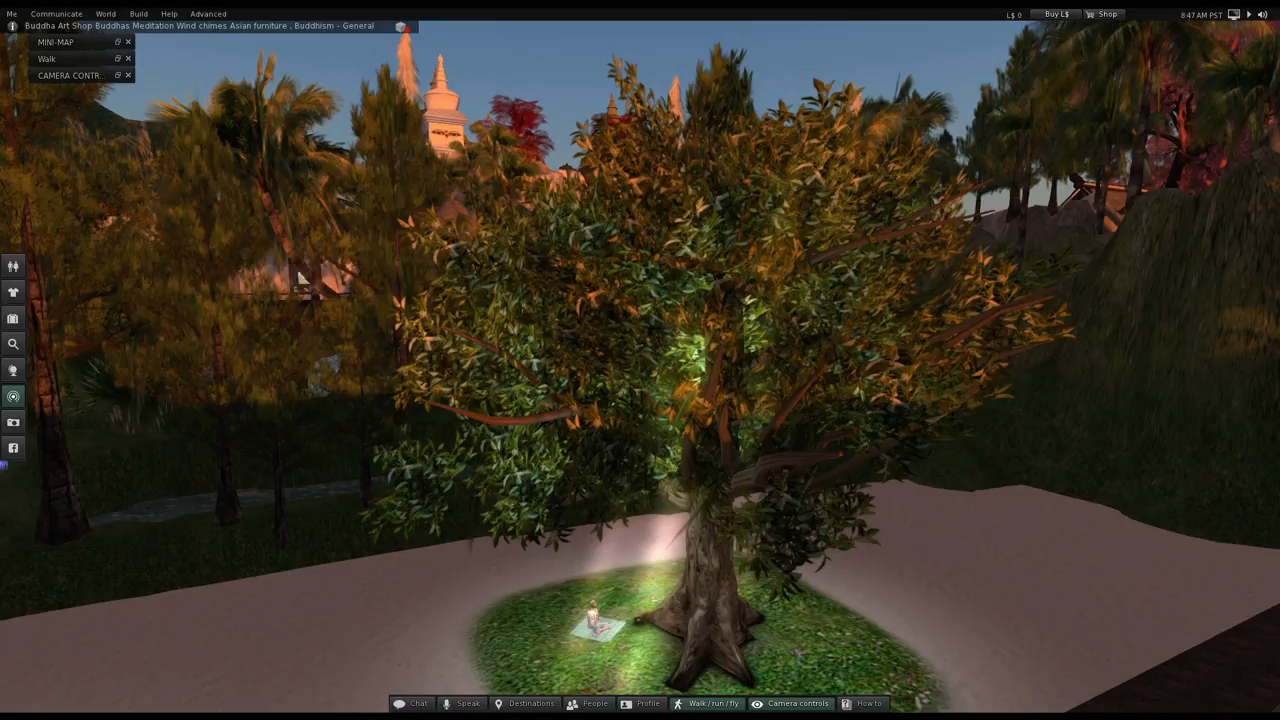 Me Communicate World Build Help Advanced L$ 0 Buy L$ Shop 8:47 AM PST
Buddha Art Shop Buddhas Meditation Wind chimes Asian furniture , Buddhism - General
MINI-MAP
Walk
CAMERA CONTR...
Chat Speak Destinations People Profile Walk / run / fly Camera controls How to